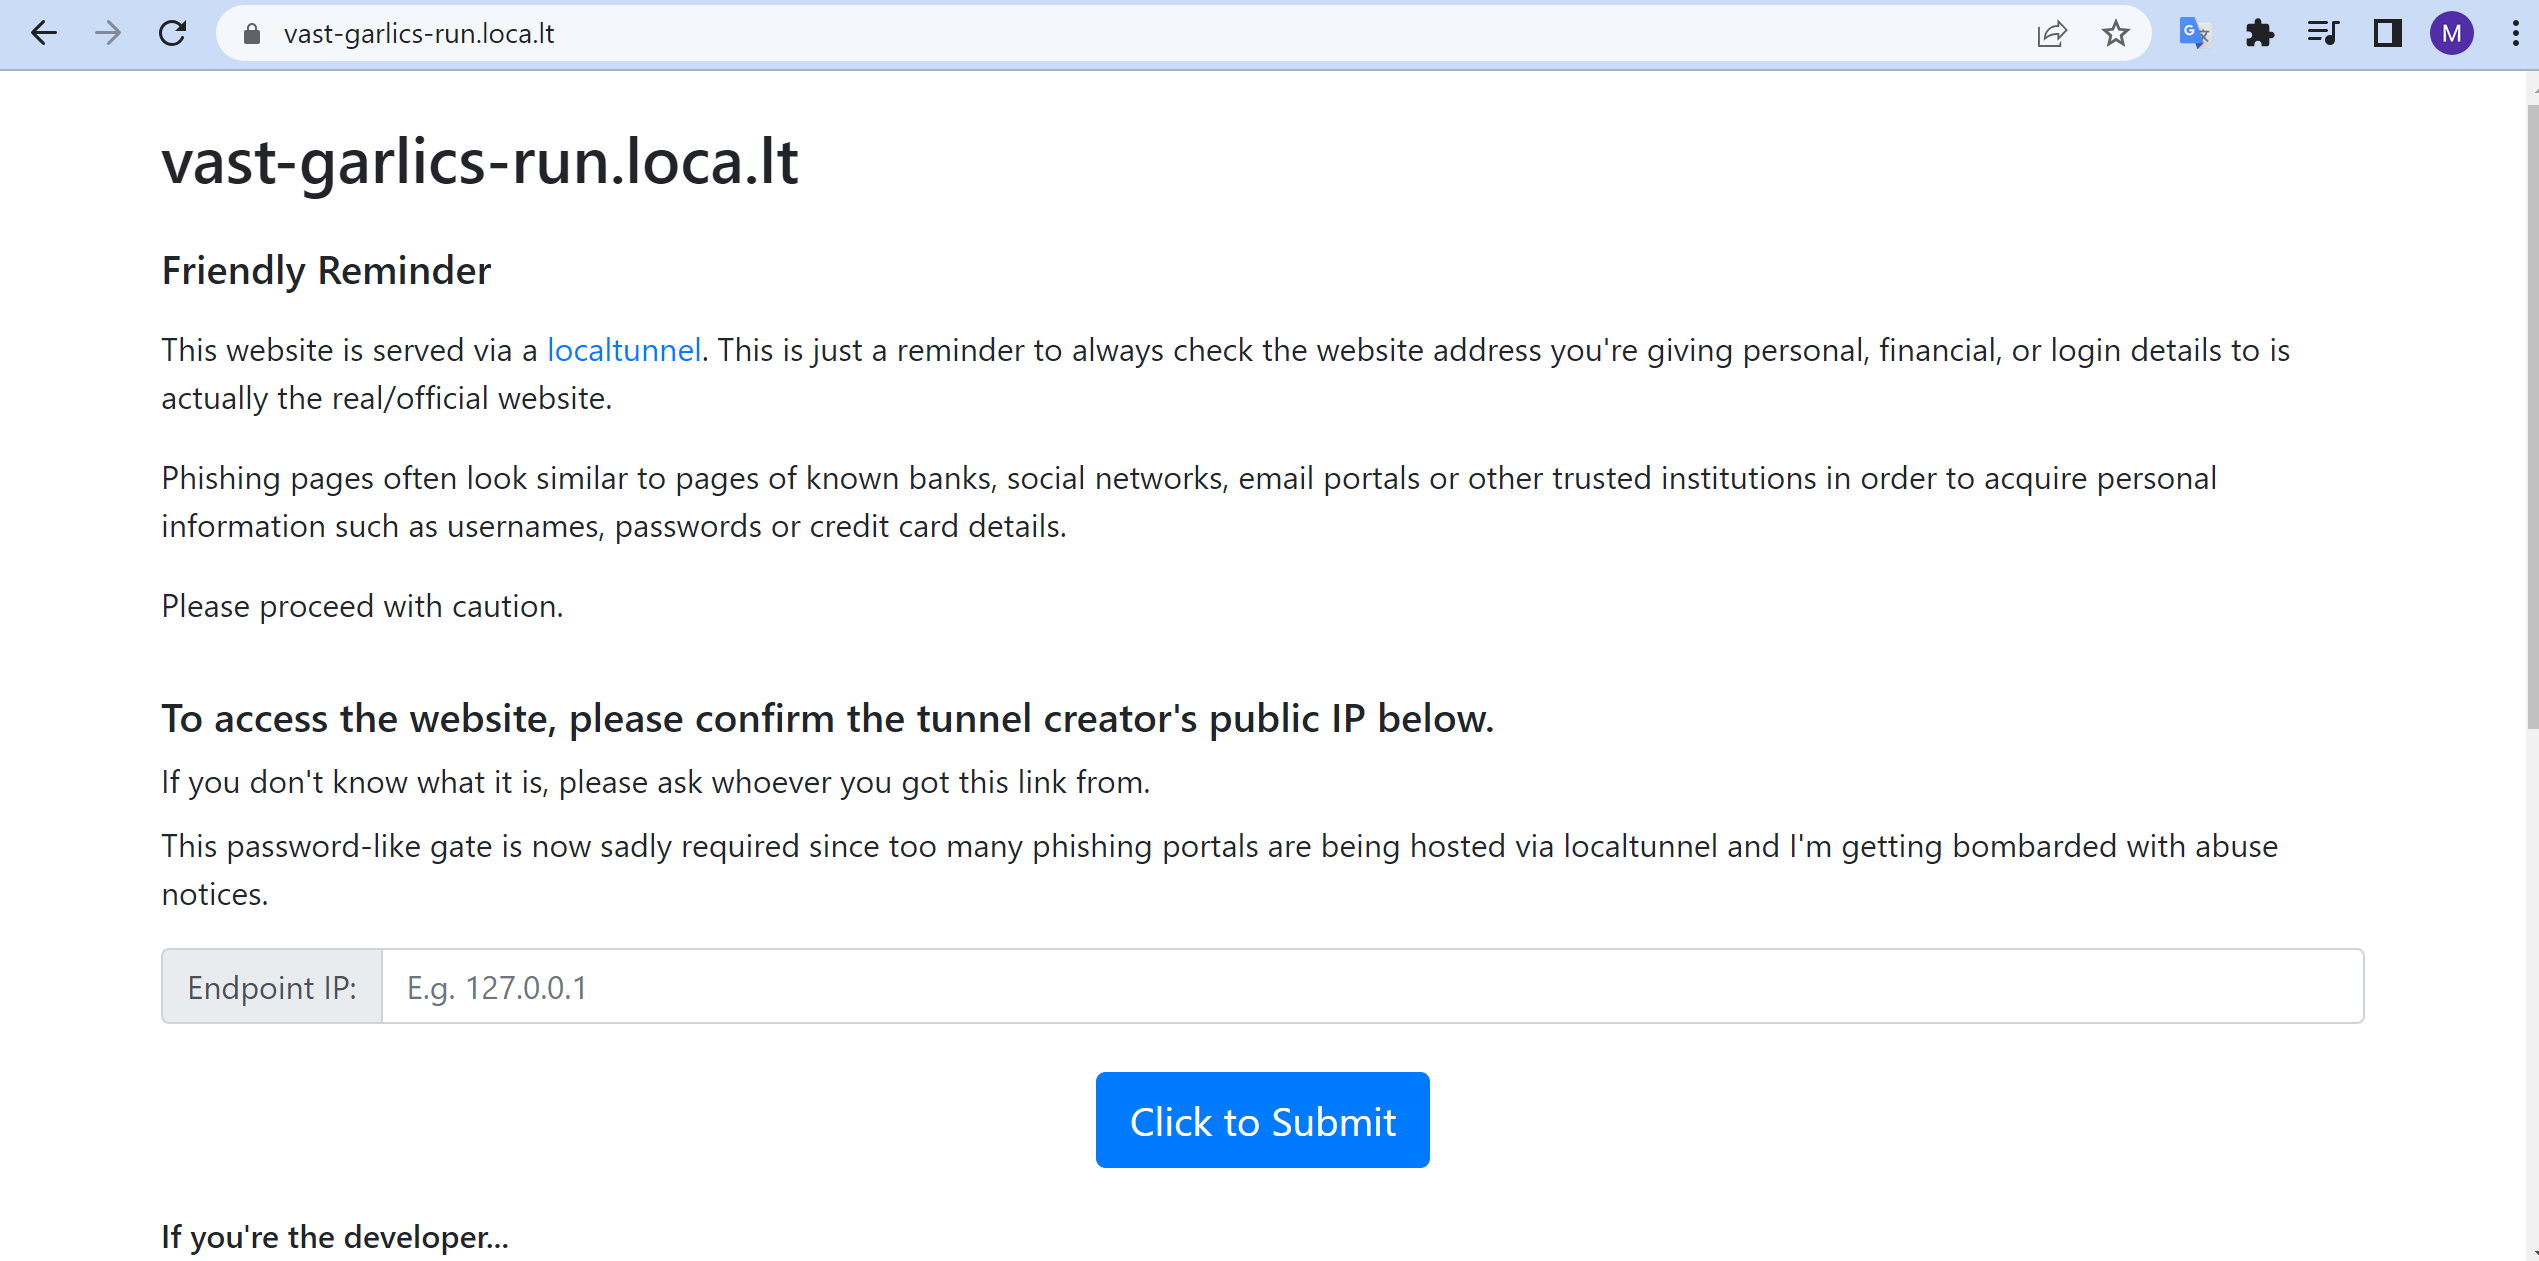 vast-garlics-run.loca.lt
M
vast-garlics-run.loca.lt
Friendly Reminder
This website is served via a localtunnel. This is just a reminder to always check the website address you're giving personal, financial, or login details to is
actually the real/official website.
Phishing pages often look similar to pages of known banks, social networks, email portals or other trusted institutions in order to acquire personal
information such as usernames, passwords or credit card details.
Please proceed with caution.
To access the website, please confirm the tunnel creator's public IP below.
If you don't know what it is, please ask whoever you got this link from.
This password-like gate is now sadly required since too many phishing portals are being hosted via localtunnel and I'm getting bombarded with abuse
notices.
Endpoint IP: E.g. 127.0.0.1
Click to Submit
If you're the developer...